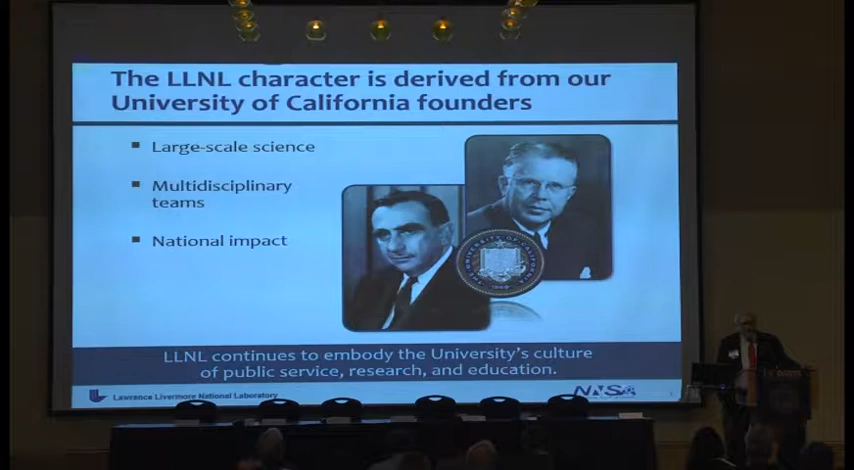 The LLNL character is derived from our
University of California founders
Large-scale science
Multidisciplinary
teams
National impact
LLNL continues to embody the University's culture
of public service, research, and education.
Lawrence Livermore National Laboratory
NNSA